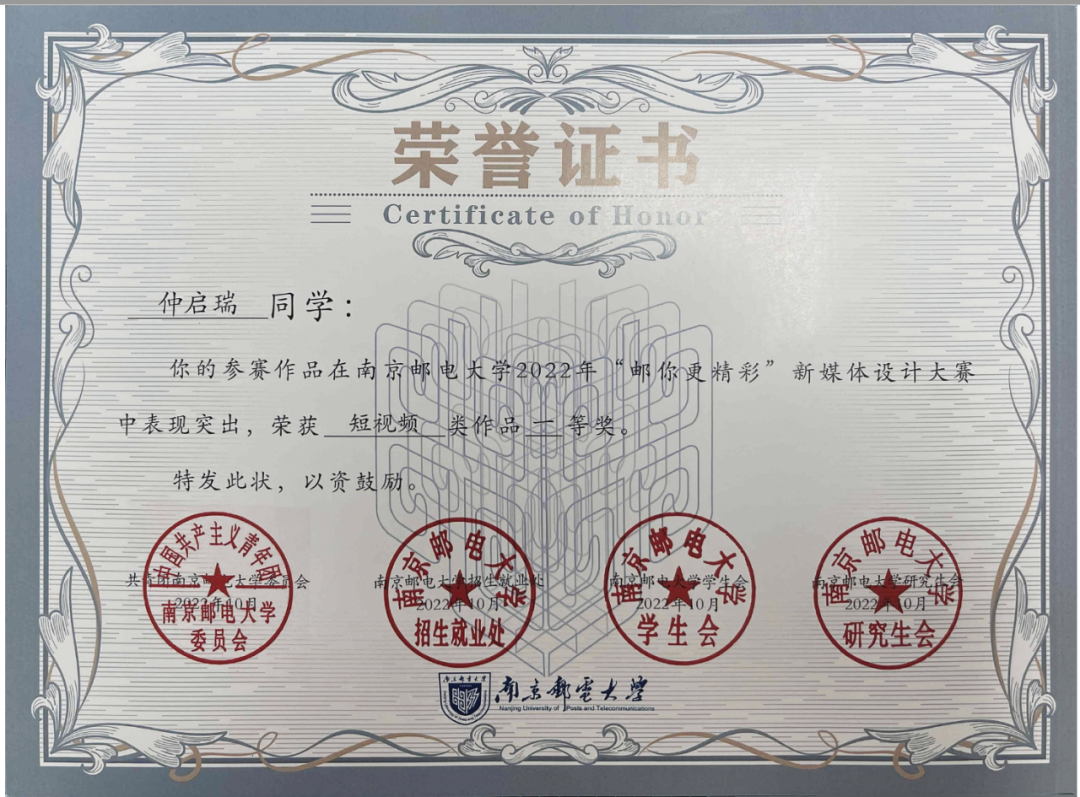 荣誉证书
Certificate of Honor
仲启瑞 同学：
你的参赛作品在南京邮电大学2022年“邮你更精彩”新媒体设计大赛
中表现突出，荣获 短视频 类作品 一 等奖。
特发此状，以资鼓励。
共青团南京邮电大学委员会
2022年10月
中国共产主义青年团
南京邮电大学
委员会
南京邮电大学招生就业处
2022年10月
南京邮电大学
招生就业处
南京邮电大学学生会
2022年10月
南京邮电大学
学生会
南京邮电大学研究生会
2022年10月
南京邮电大学
研究生会
南京郵電大学
Nanjing University of Posts and Telecommunications